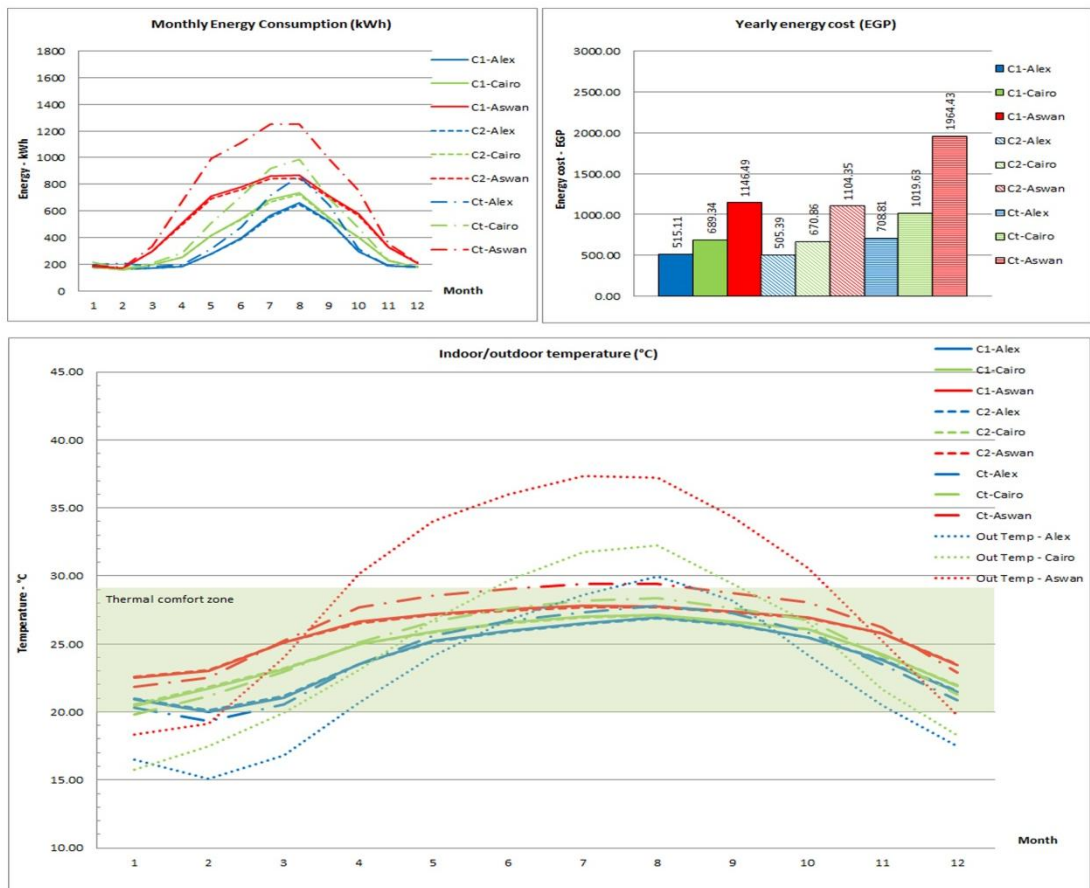 Monthly Energy Consumption (kWh)
Energy - kWh
1800
1600
1400
1200
1000
800
600
400
200
0
1 2 3 4 5 6 7 8 9 10 11 12
Month
C1-Alex
C1-Cairo
C1-Aswan
C2-Alex
C2-Cairo
C2-Aswan
Ct-Alex
Ct-Cairo
Ct-Aswan
Yearly energy cost (EGP)
Energy cost - EGP
3000.00
2500.00
2000.00
1500.00
1000.00
500.00
0.00
515.11
689.34
1146.49
505.39
670.86
1104.35
708.81
1019.63
1964.43
C1-Alex
C1-Cairo
C1-Aswan
C2-Alex
C2-Cairo
C2-Aswan
Ct-Alex
Ct-Cairo
Ct-Aswan
Indoor/outdoor temperature (°C)
Temperature - °C
45.00
40.00
35.00
30.00
25.00
20.00
15.00
10.00
Thermal comfort zone
1 2 3 4 5 6 7 8 9 10 11 12
Month
C1-Alex
C1-Cairo
C1-Aswan
C2-Alex
C2-Cairo
C2-Aswan
Ct-Alex
Ct-Cairo
Ct-Aswan
Out Temp - Alex
Out Temp - Cairo
Out Temp - Aswan